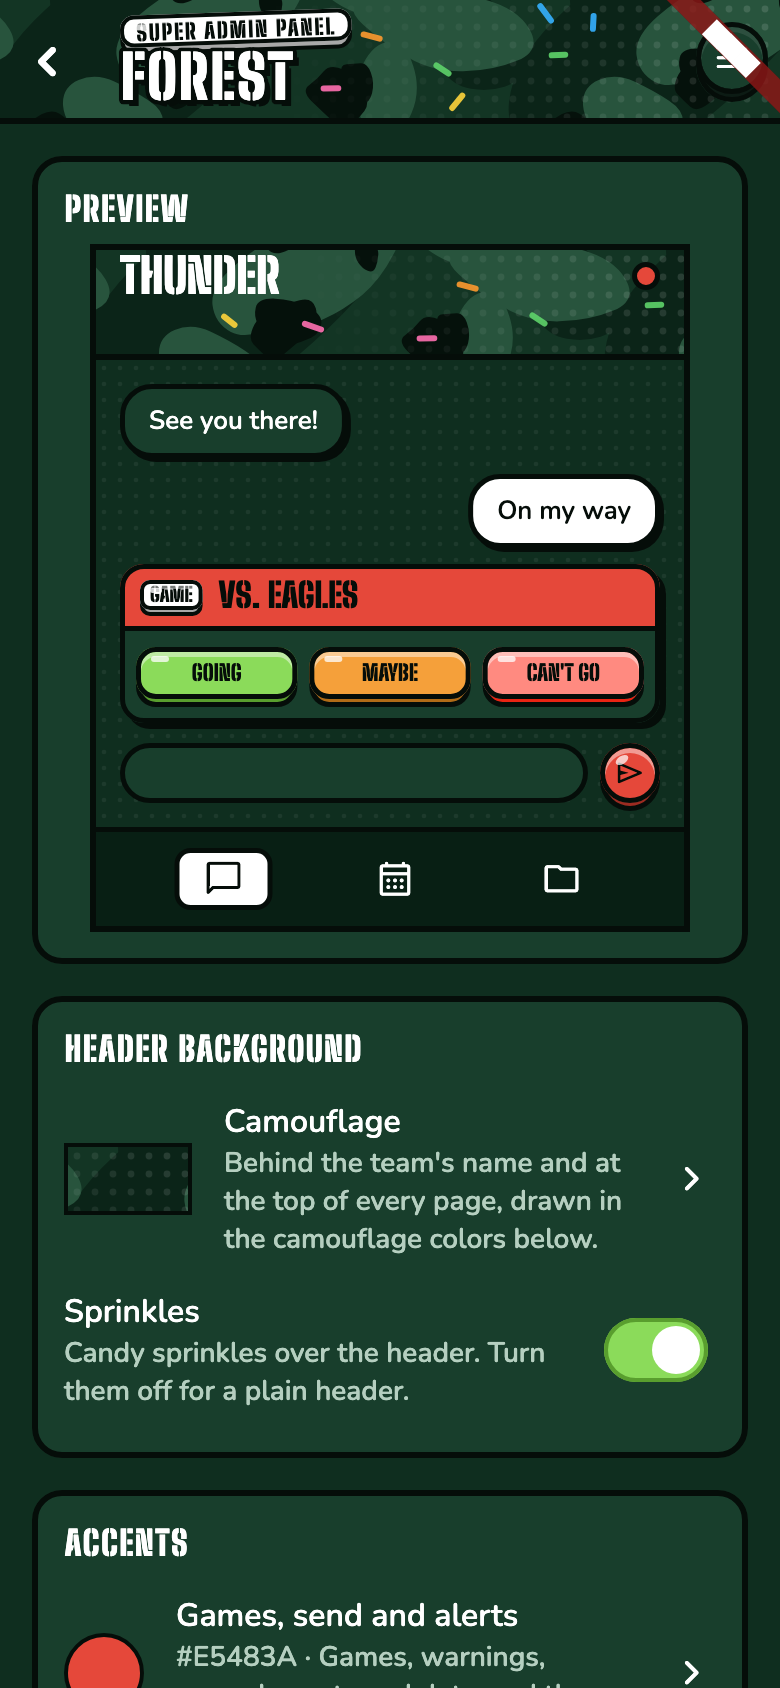 SUPER ADMIN PANEL
FOREST
PREVIEW
THUNDER
See you there!
On my way
GAME VS. EAGLES
GOING MAYBE CAN'T GO
HEADER BACKGROUND
Camouflage
Behind the team's name and at
the top of every page, drawn in
the camouflage colors below.
Sprinkles
Candy sprinkles over the header. Turn
them off for a plain header.
ACCENTS
Games, send and alerts
#E5483A · Games, warnings,